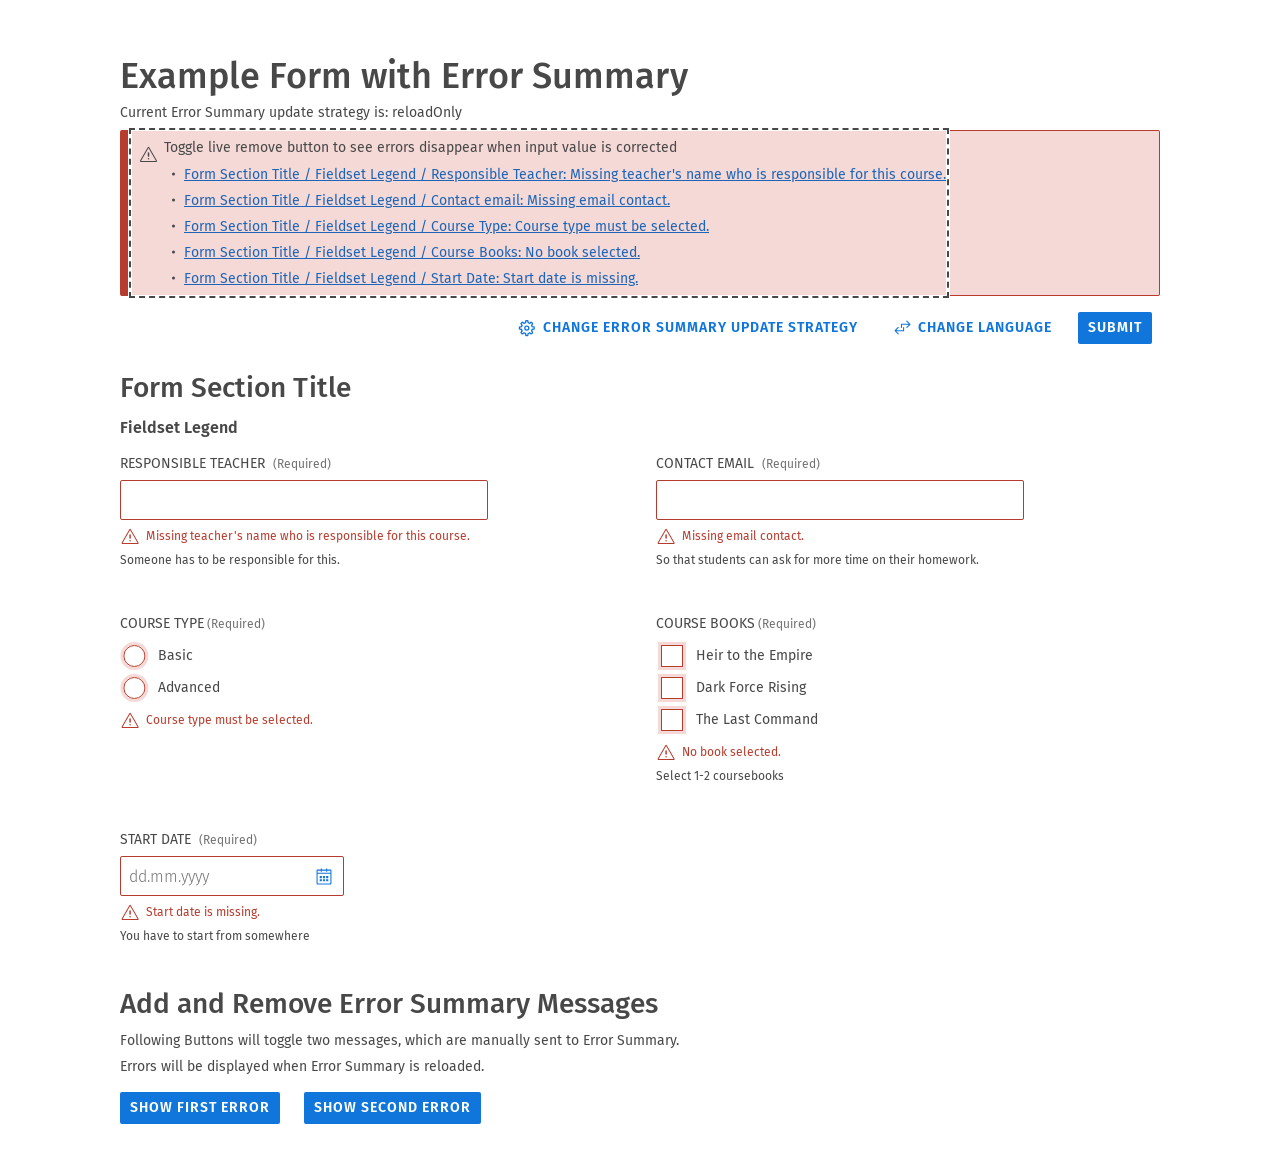 Example Form with Error Summary
Current Error Summary update strategy is: reloadOnly
Toggle live remove button to see errors disappear when input value is corrected
• Form Section Title / Fieldset Legend / Responsible Teacher: Missing teacher's name who is responsible for this course.
• Form Section Title / Fieldset Legend / Contact email: Missing email contact.
• Form Section Title / Fieldset Legend / Course Type: Course type must be selected.
• Form Section Title / Fieldset Legend / Course Books: No book selected.
• Form Section Title / Fieldset Legend / Start Date: Start date is missing.
CHANGE ERROR SUMMARY UPDATE STRATEGY CHANGE LANGUAGE SUBMIT
Form Section Title
Fieldset Legend
RESPONSIBLE TEACHER (Required)
Missing teacher's name who is responsible for this course.
Someone has to be responsible for this.
CONTACT EMAIL (Required)
Missing email contact.
So that students can ask for more time on their homework.
COURSE TYPE (Required)
Basic
Advanced
Course type must be selected.
COURSE BOOKS (Required)
Heir to the Empire
Dark Force Rising
The Last Command
No book selected.
Select 1-2 coursebooks
START DATE (Required)
dd.mm.yyyy
Start date is missing.
You have to start from somewhere
Add and Remove Error Summary Messages
Following Buttons will toggle two messages, which are manually sent to Error Summary.
Errors will be displayed when Error Summary is reloaded.
SHOW FIRST ERROR SHOW SECOND ERROR